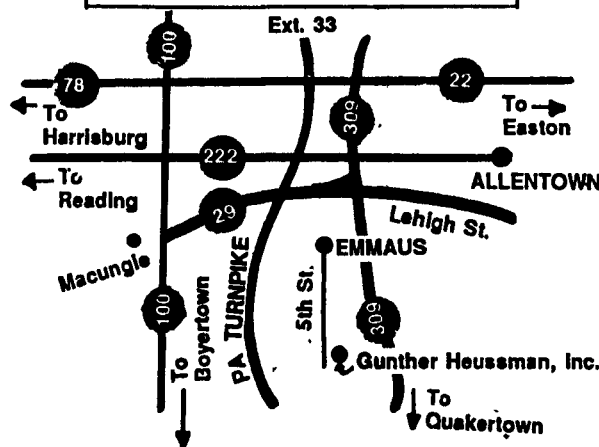 Ext. 33
100
78
22
To
Harrisburg
309
To
Easton
222
To
Reading
ALLENTOWN
29
Lehigh St.
Macungie
EMMAUS
PA TURNPIKE
5th St.
100
To
Boyertown
309
Gunther Heussman, Inc.
To
Quakertown